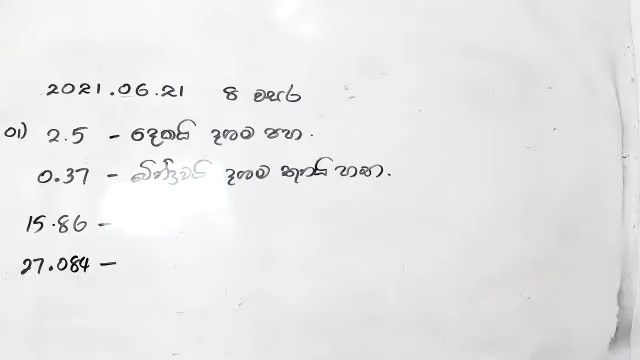 2021.06.21 8 වසර
01) 2.5 - දෙකයි දශම පහ.
0.37 - බින්දුවයි දශම තුනයි හත.
15.86 -
27.084 -